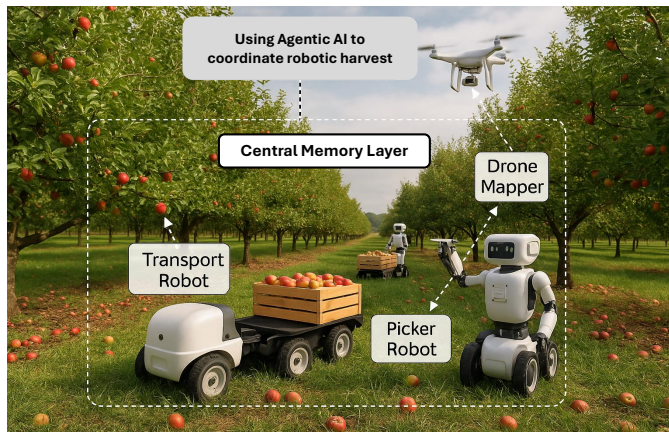 Using Agentic AI to
coordinate robotic harvest
Central Memory Layer
Drone
Mapper
Transport
Robot
Picker
Robot